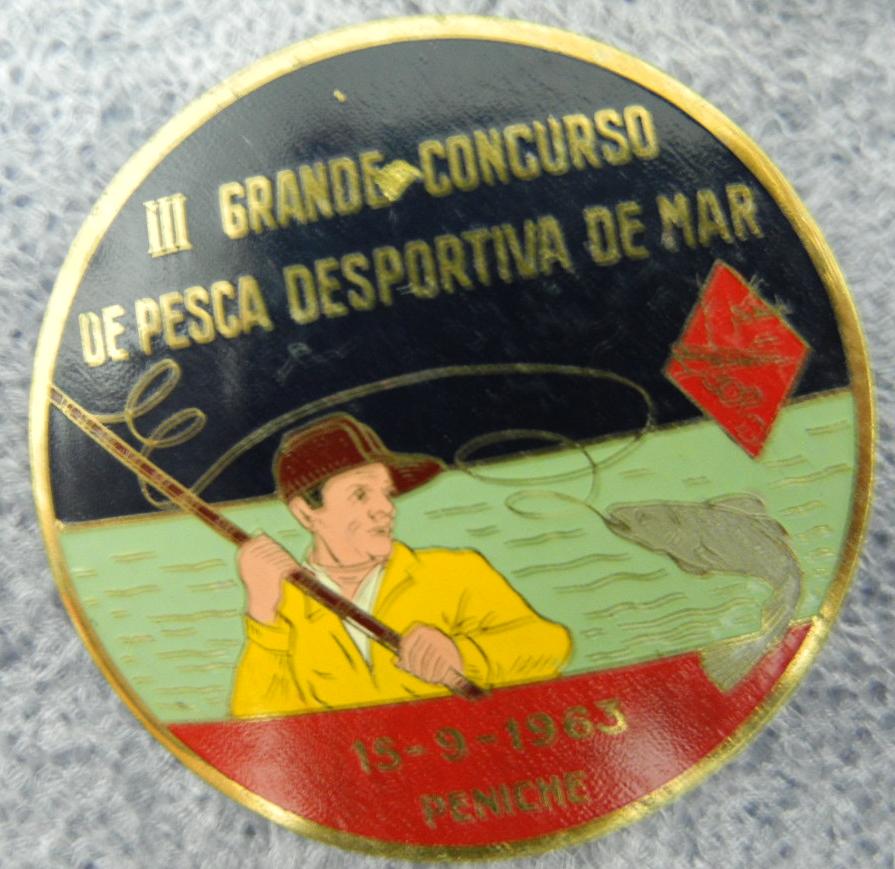 III GRANDE CONCURSO
DE PESCA DESPORTIVA DE MAR
15-9-1963
PENICHE